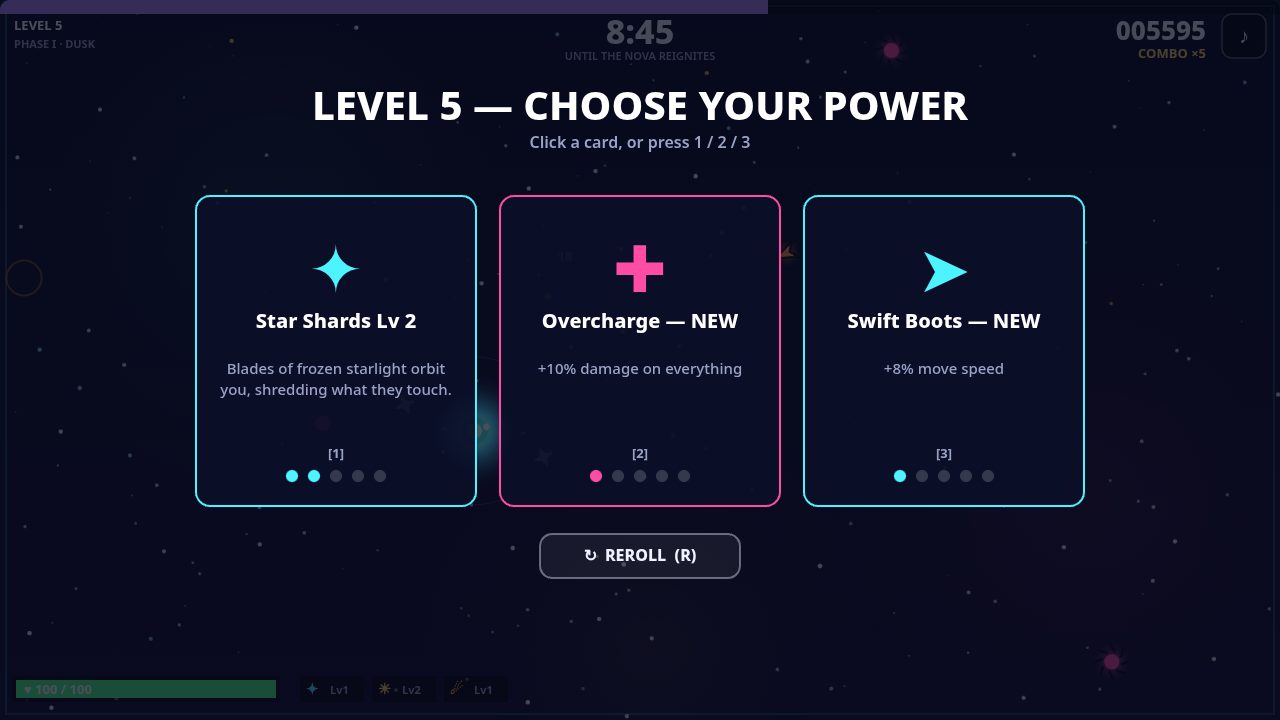 LEVEL 5
PHASE I · DUSK
8:45
UNTIL THE NOVA REIGNITES
005595
COMBO ×5
♪
LEVEL 5 — CHOOSE YOUR POWER
Click a card, or press 1 / 2 / 3
Star Shards Lv 2
Blades of frozen starlight orbit
you, shredding what they touch.
[1]
Overcharge — NEW
+10% damage on everything
[2]
Swift Boots — NEW
+8% move speed
[3]
↻ REROLL (R)
♥ 100 / 100
Lv1
Lv2
Lv1